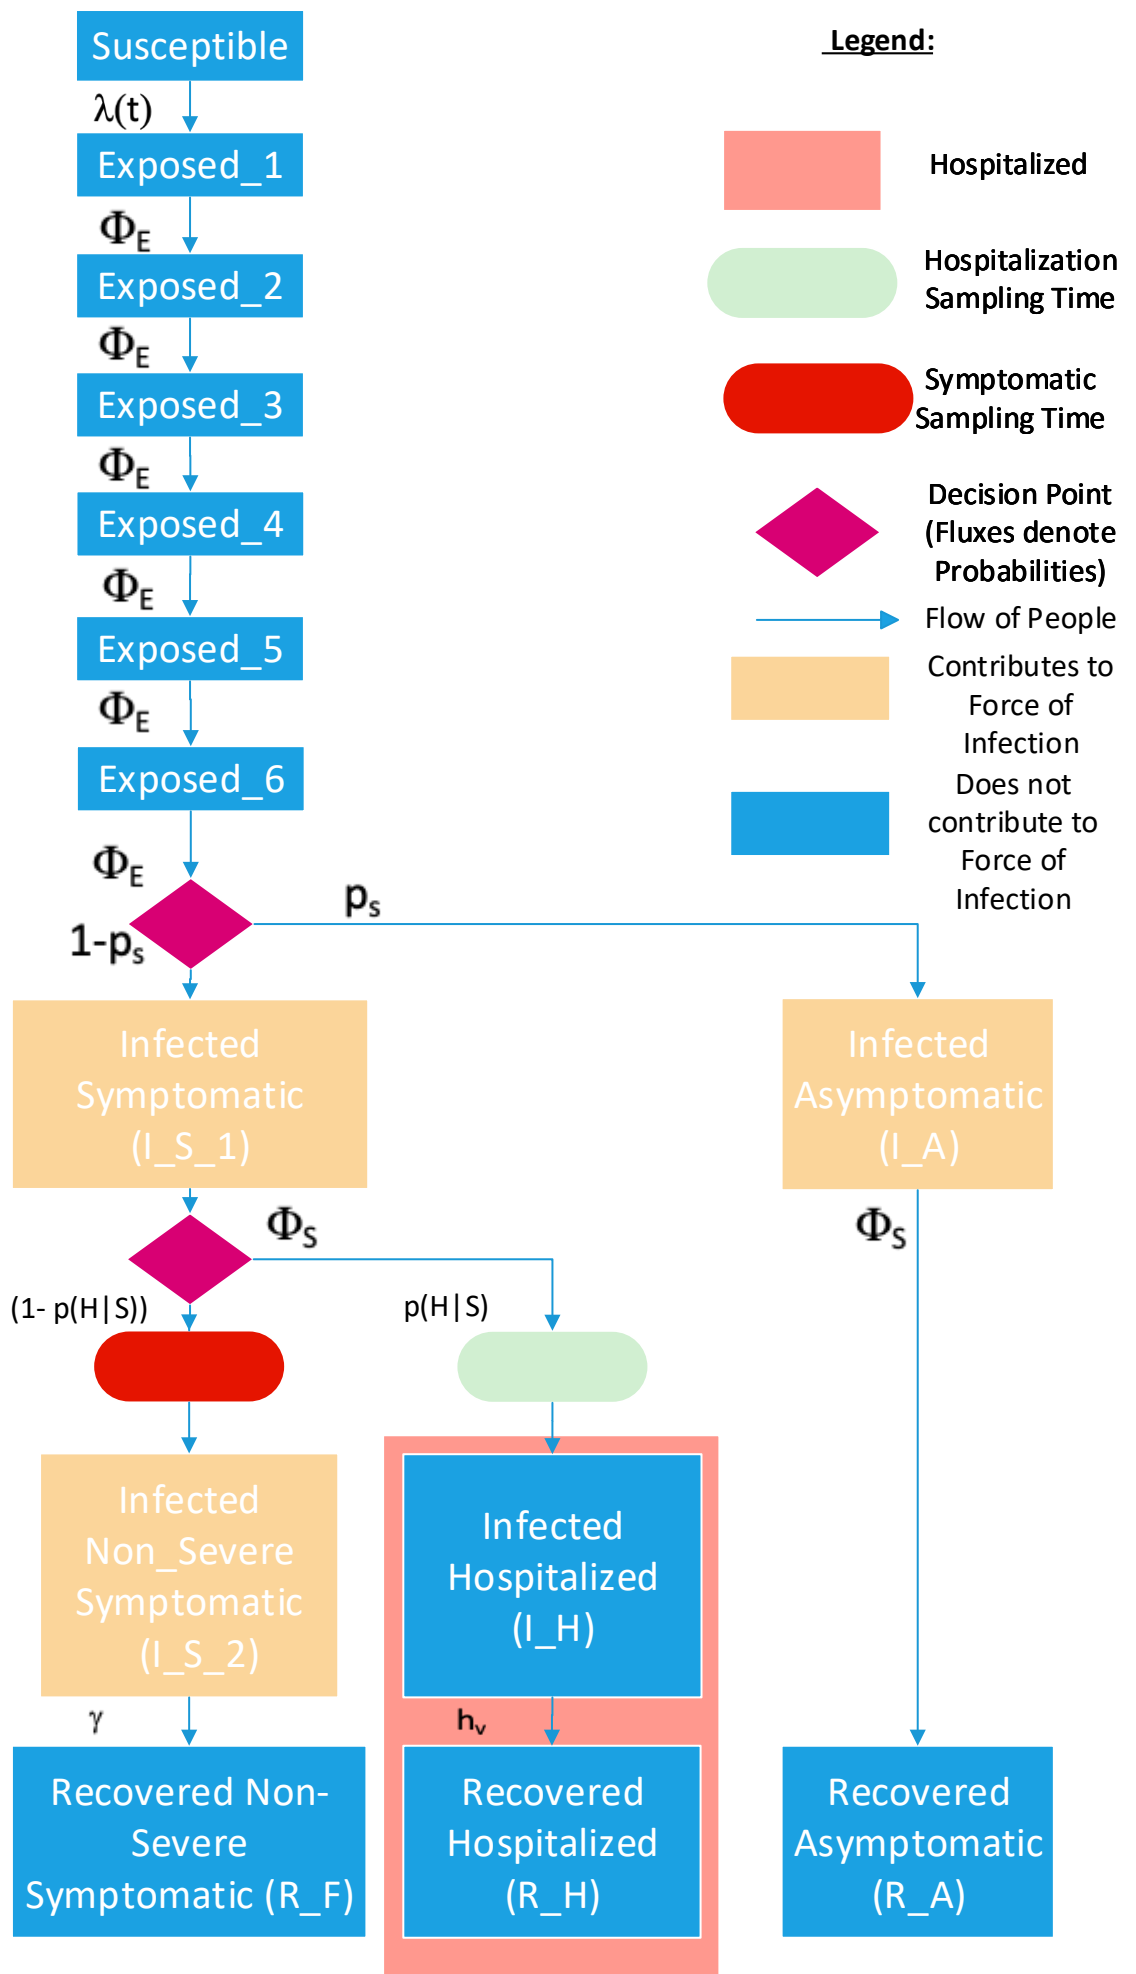 Susceptible
λ(t)
Exposed_1
Φ_E
Exposed_2
Φ_E
Exposed_3
Φ_E
Exposed_4
Φ_E
Exposed_5
Φ_E
Exposed_6
Φ_E
p_s
1-p_s
Infected
Symptomatic
(I_S_1)
Infected
Asymptomatic
(I_A)
Φ_S
Φ_S
(1- p(H|S))
p(H|S)
Infected
Non_Severe
Symptomatic
(I_S_2)
Infected
Hospitalized
(I_H)
γ
h_v
Recovered Non-
Severe
Symptomatic (R_F)
Recovered
Hospitalized
(R_H)
Recovered
Asymptomatic
(R_A)
Legend:
Hospitalized
Hospitalization
Sampling Time
Symptomatic
Sampling Time
Decision Point
(Fluxes denote
Probabilities)
Flow of People
Contributes to
Force of
Infection
Does not
contribute to
Force of
Infection